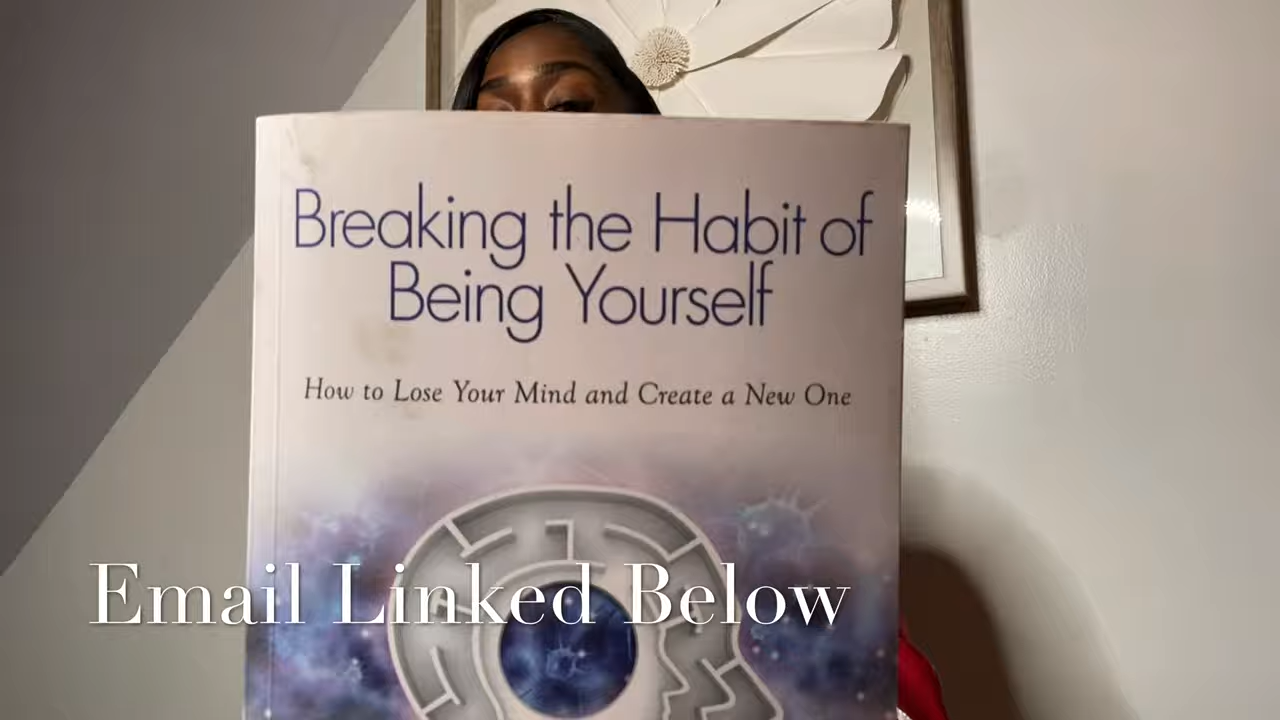 Breaking the Habit of
Being Yourself
How to Lose Your Mind and Create a New One
Email Linked Below